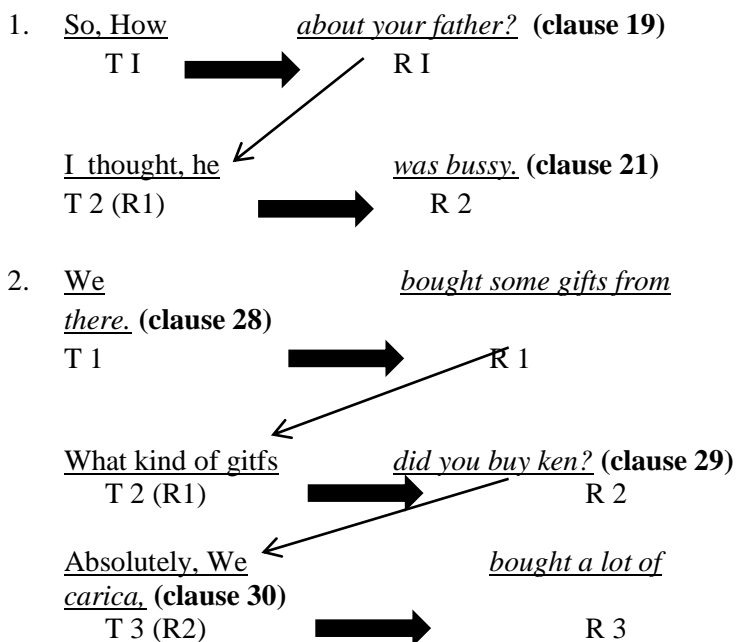 1. So, How about your father? (clause 19)
T I R I
I thought, he was bussy. (clause 21)
T 2 (R1) R 2
2. We bought some gifts from
there. (clause 28)
T 1 R 1
What kind of gitfs did you buy ken? (clause 29)
T 2 (R1) R 2
Absolutely, We bought a lot of
carica, (clause 30)
T 3 (R2) R 3